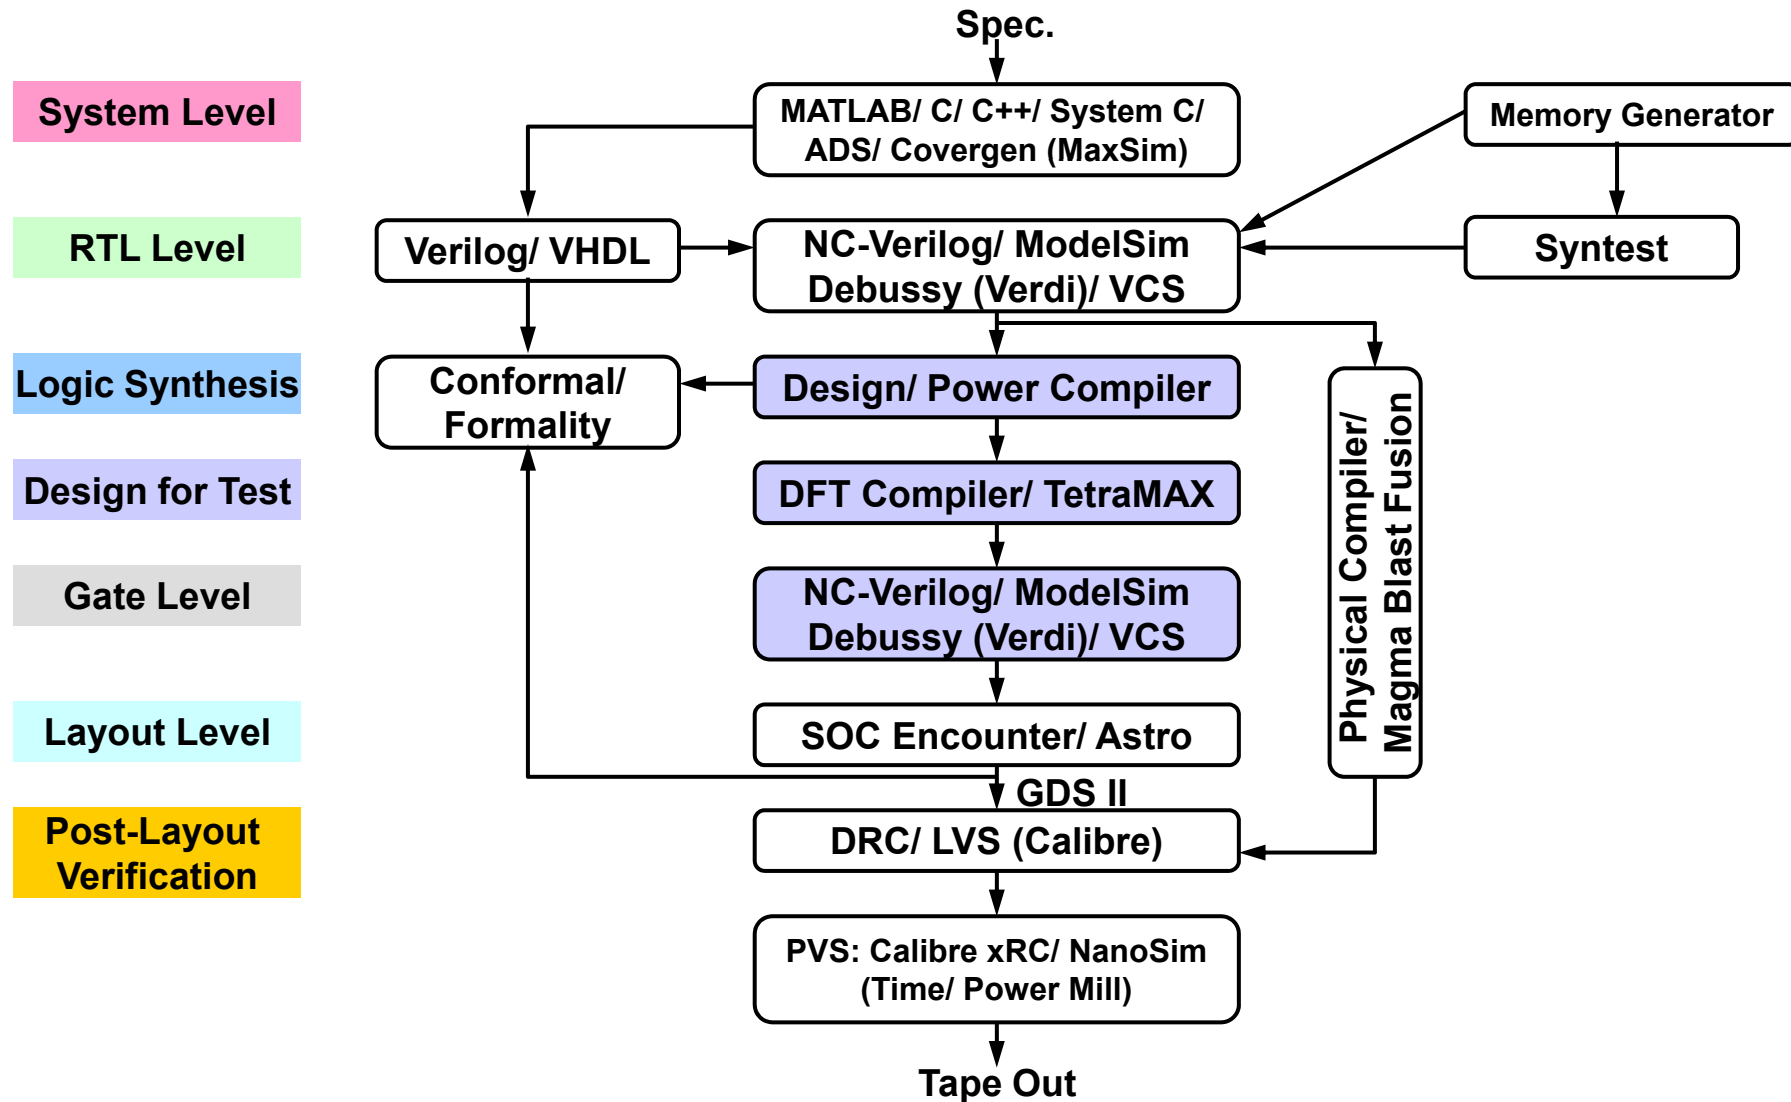 Spec.
System Level
MATLAB/ C/ C++/ System C/
ADS/ Covergen (MaxSim)
Memory Generator
RTL Level
Verilog/ VHDL
NC-Verilog/ ModelSim
Debussy (Verdi)/ VCS
Syntest
Logic Synthesis
Conformal/
Formality
Design/ Power Compiler
Physical Compiler/
Magma Blast Fusion
Design for Test
DFT Compiler/ TetraMAX
Gate Level
NC-Verilog/ ModelSim
Debussy (Verdi)/ VCS
Layout Level
SOC Encounter/ Astro
GDS II
Post-Layout
Verification
DRC/ LVS (Calibre)
PVS: Calibre xRC/ NanoSim
(Time/ Power Mill)
Tape Out